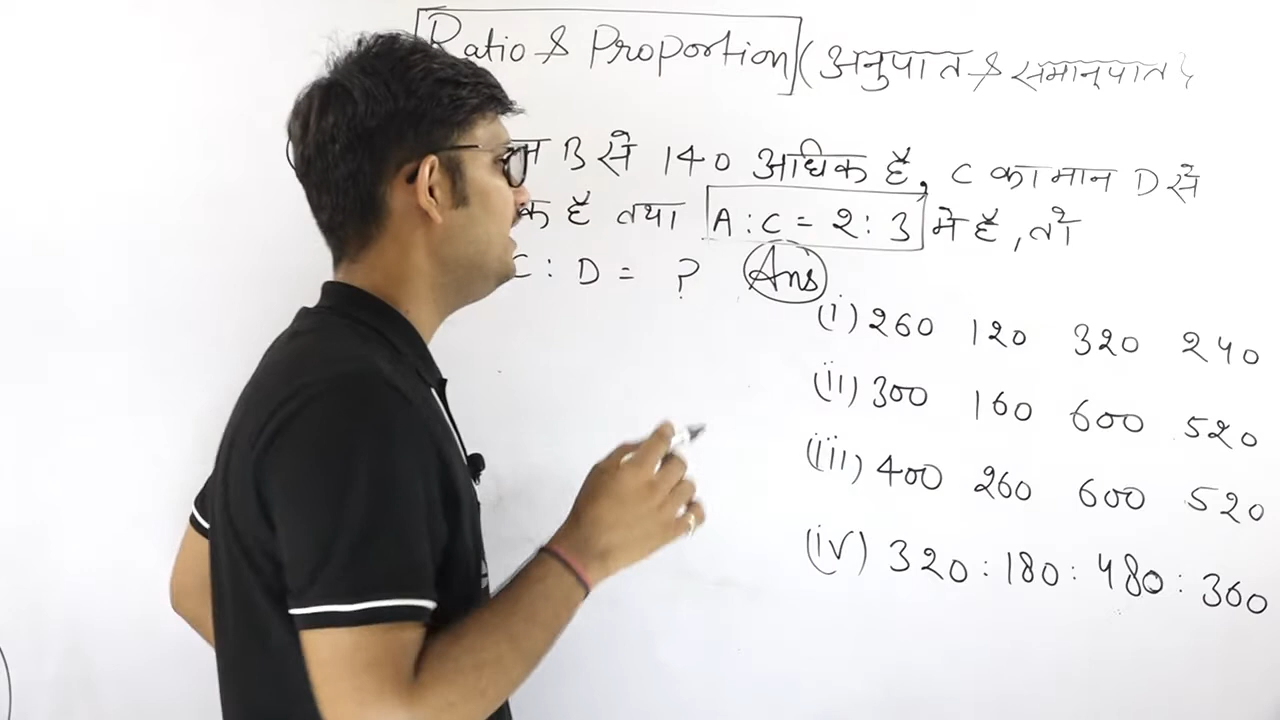 Ratio & Proportion (अनुपात & समानुपात)
B से 140 अधिक है, C का मान D से
है तथा A:C = 2:3 में है, तो
C : D = ? Ans
(i) 260 120 320 240
(ii) 300 160 600 520
(iii) 400 260 600 520
(iv) 320 : 180 : 480 : 360